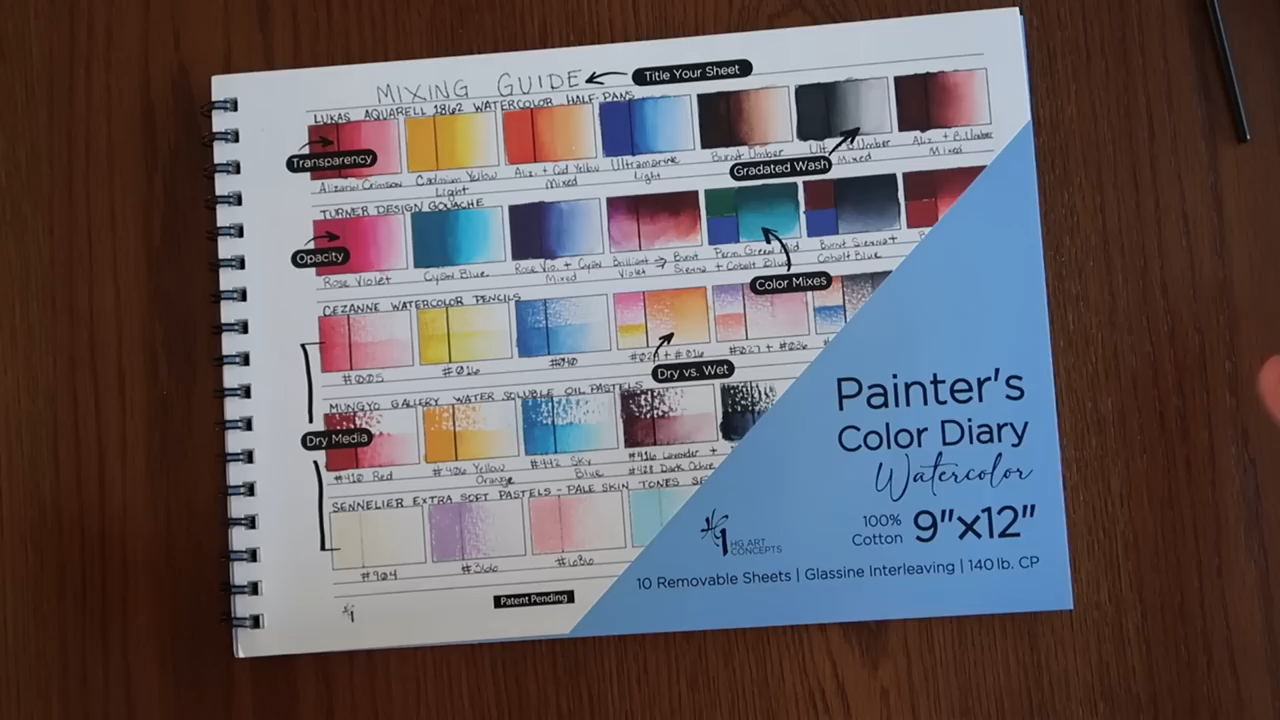 MIXING GUIDE
Title Your Sheet
LUKAS AQUARELL 1862 WATERCOLOR HALF-PANS
Transparency
Gradated Wash
Alizarin Crimson
Cadmium Yellow Light
Aliz. + Cad Yellow Mixed
Ultramarine Light
Burnt Umber
Ult. B.Umber Mixed
Aliz. + B.Umber Mixed
TURNER DESIGN GOUACHE
Opacity
Rose Violet
Cyan Blue
Rose Vio. + Cyan Mixed
Brilliant Violet → Burnt Sienna
Perm. Green Mid + Cobalt Blue
Burnt Sienna + Cobalt Blue
Color Mixes
CEZANNE WATERCOLOR PENCILS
#005
#016
#040
+ #016
#027 + #036
Dry vs. Wet
MUNGYO GALLERY WATER SOLUBLE OIL PASTELS
Dry Media
#410 Red
#406 Yellow Orange
#442 Sky Blue
#416 Lavender + #428 Dark Ochre
SENNELIER EXTRA SOFT PASTELS - PALE SKIN TONES
#904
#366
#686
Patent Pending
Painter's
Color Diary
Watercolor
100% Cotton
9"x12"
HG ART CONCEPTS
10 Removable Sheets | Glassine Interleaving | 140 lb. CP